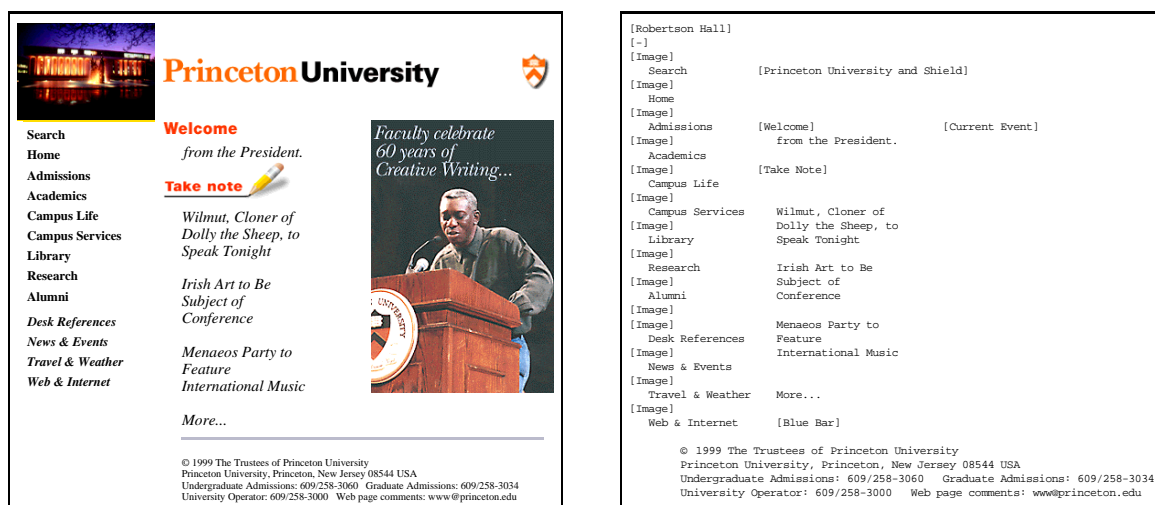 Princeton University
Search
Home
Admissions
Academics
Campus Life
Campus Services
Library
Research
Alumni
Desk References
News & Events
Travel & Weather
Web & Internet
Welcome
from the President.
Take note
Wilmut, Cloner of
Dolly the Sheep, to
Speak Tonight
Irish Art to Be
Subject of
Conference
Menaeos Party to
Feature
International Music
More...
Faculty celebrate
60 years of
Creative Writing...
UNIVERSITY
© 1999 The Trustees of Princeton University
Princeton University, Princeton, New Jersey 08544 USA
Undergraduate Admissions: 609/258-3060 Graduate Admissions: 609/258-3034
University Operator: 609/258-3000 Web page comments: www@princeton.edu
[Robertson Hall]
[-]
[Image]
Search [Princeton University and Shield]
[Image]
Home
[Image]
Admissions [Welcome] [Current Event]
[Image] from the President.
Academics
[Image] [Take Note]
Campus Life
[Image]
Campus Services Wilmut, Cloner of
[Image] Dolly the Sheep, to
Library Speak Tonight
[Image]
Research Irish Art to Be
[Image] Subject of
Alumni Conference
[Image]
[Image] Menaeos Party to
Desk References Feature
[Image] International Music
News & Events
[Image]
Travel & Weather More...
[Image]
Web & Internet [Blue Bar]
© 1999 The Trustees of Princeton University
Princeton University, Princeton, New Jersey 08544 USA
Undergraduate Admissions: 609/258-3060 Graduate Admissions: 609/258-3034
University Operator: 609/258-3000 Web page comments: www@princeton.edu